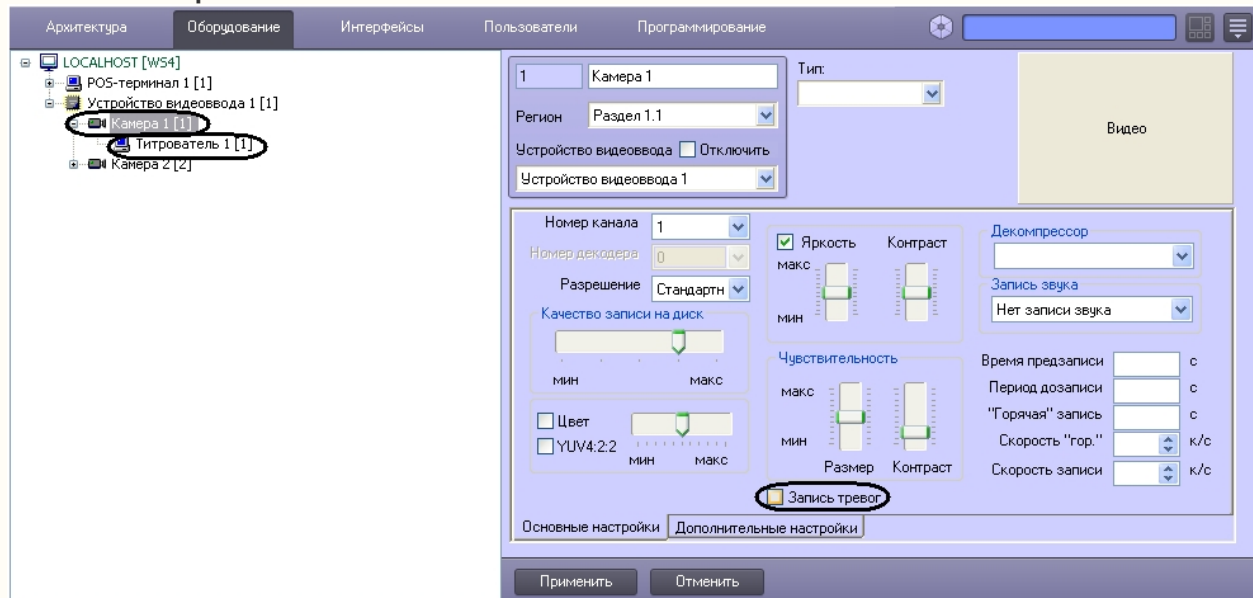 Архитектура Оборудование Интерфейсы Пользователи Программирование
LOCALHOST [WS4]
POS-терминал 1 [1]
Устройство видеоввода 1 [1]
Камера 1 [1]
Титрователь 1 [1]
Камера 2 [2]
1 Камера 1
Тип:
Регион Раздел 1.1
Устройство видеоввода Отключить
Устройство видеоввода 1
Видео
Номер канала 1
Номер декодера 0
Разрешение Стандартн
Качество записи на диск
мин макс
Цвет
YUV4:2:2
мин макс
Яркость Контраст
макс
мин
Чувствительность
макс
мин
Размер Контраст
Запись тревог
Декомпрессор
Запись звука
Нет записи звука
Время предзаписи с
Период дозаписи с
"Горячая" запись с
Скорость "гор." к/с
Скорость записи к/с
Основные настройки Дополнительные настройки
Применить Отменить